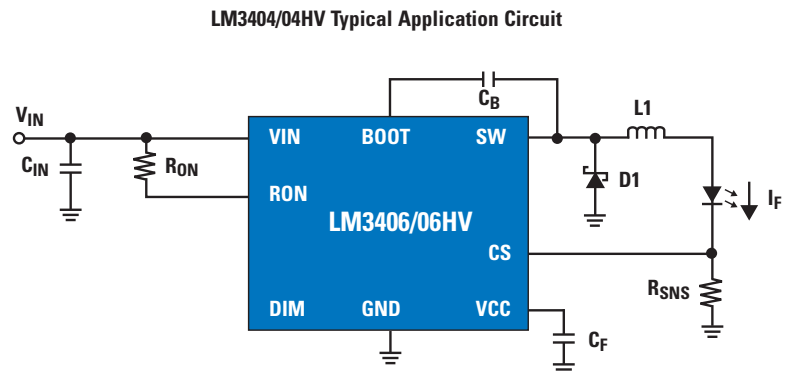 LM3404/04HV Typical Application Circuit
CB
VIN
L1
VIN
BOOT
SW
CIN
RON
D1
RON
IF
LM3406/06HV
CS
RSNS
DIM
GND
VCC
CF